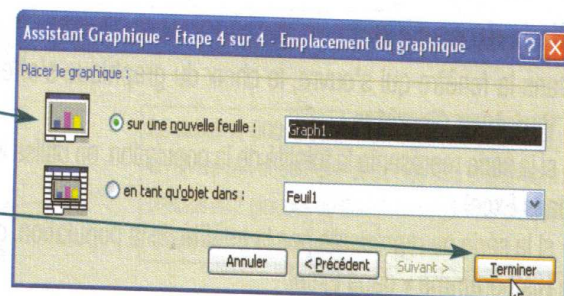 Assistant Graphique - Étape 4 sur 4 - Emplacement du graphique
Placer le graphique :
sur une nouvelle feuille :
Graph1.
en tant qu'objet dans :
Feuil1
Annuler
< Précédent
Suivant >
Terminer